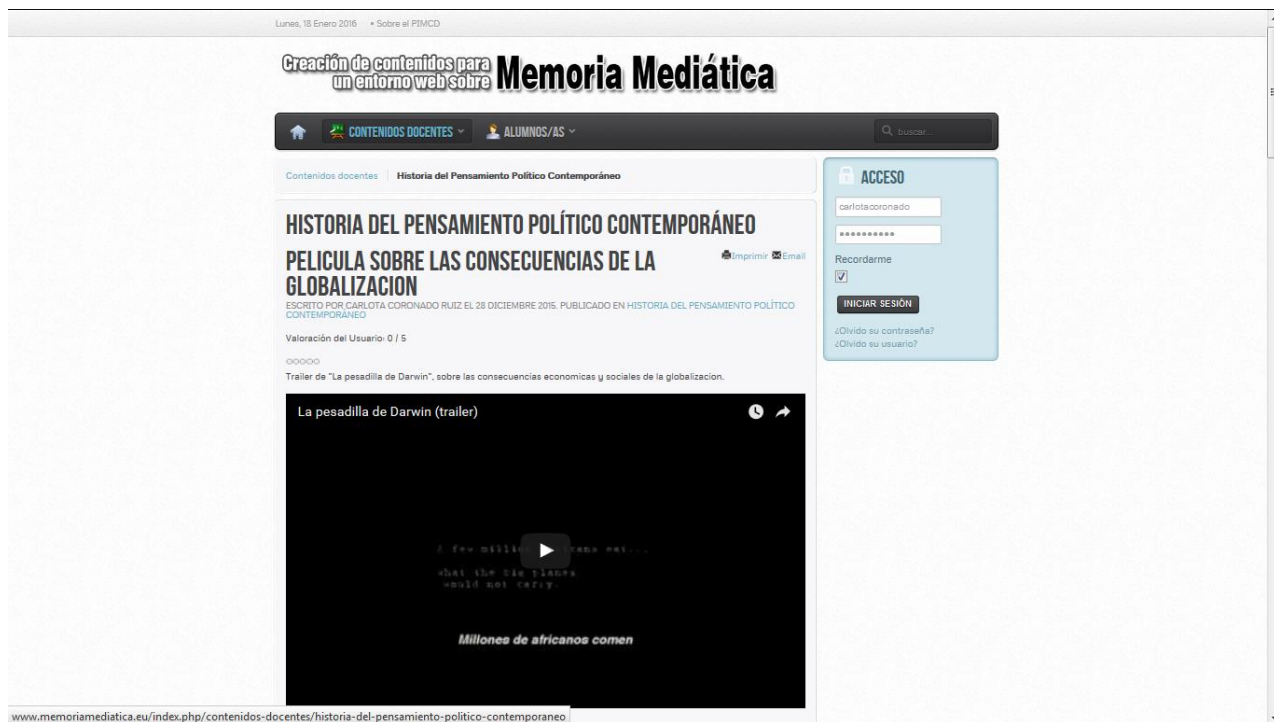 Lunes, 18 Enero 2016 • Sobre el PIMCD
Creación de contenidos para
un entorno web sobre Memoria Mediática
CONTENIDOS DOCENTES ALUMNOS/AS buscar...
Contenidos docentes Historia del Pensamiento Político Contemporáneo
HISTORIA DEL PENSAMIENTO POLÍTICO CONTEMPORÁNEO
PELICULA SOBRE LAS CONSECUENCIAS DE LA
GLOBALIZACION
Imprimir Email
ESCRITO POR CARLOTA CORONADO RUIZ EL 28 DICIEMBRE 2015. PUBLICADO EN HISTORIA DEL PENSAMIENTO POLÍTICO
CONTEMPORÁNEO
Valoración del Usuario: 0 / 5
Trailer de "La pesadilla de Darwin", sobre las consecuencias economicas y sociales de la globalizacion.
La pesadilla de Darwin (trailer)
A few
what the big planes
would not carry.
Millones de africanos comen
ACCESO
carlotacoronado
Recordarme
INICIAR SESIÓN
¿Olvido su contraseña?
¿Olvido su usuario?
www.memoriamediatica.eu/index.php/contenidos-docentes/historia-del-pensamiento-politico-contemporaneo